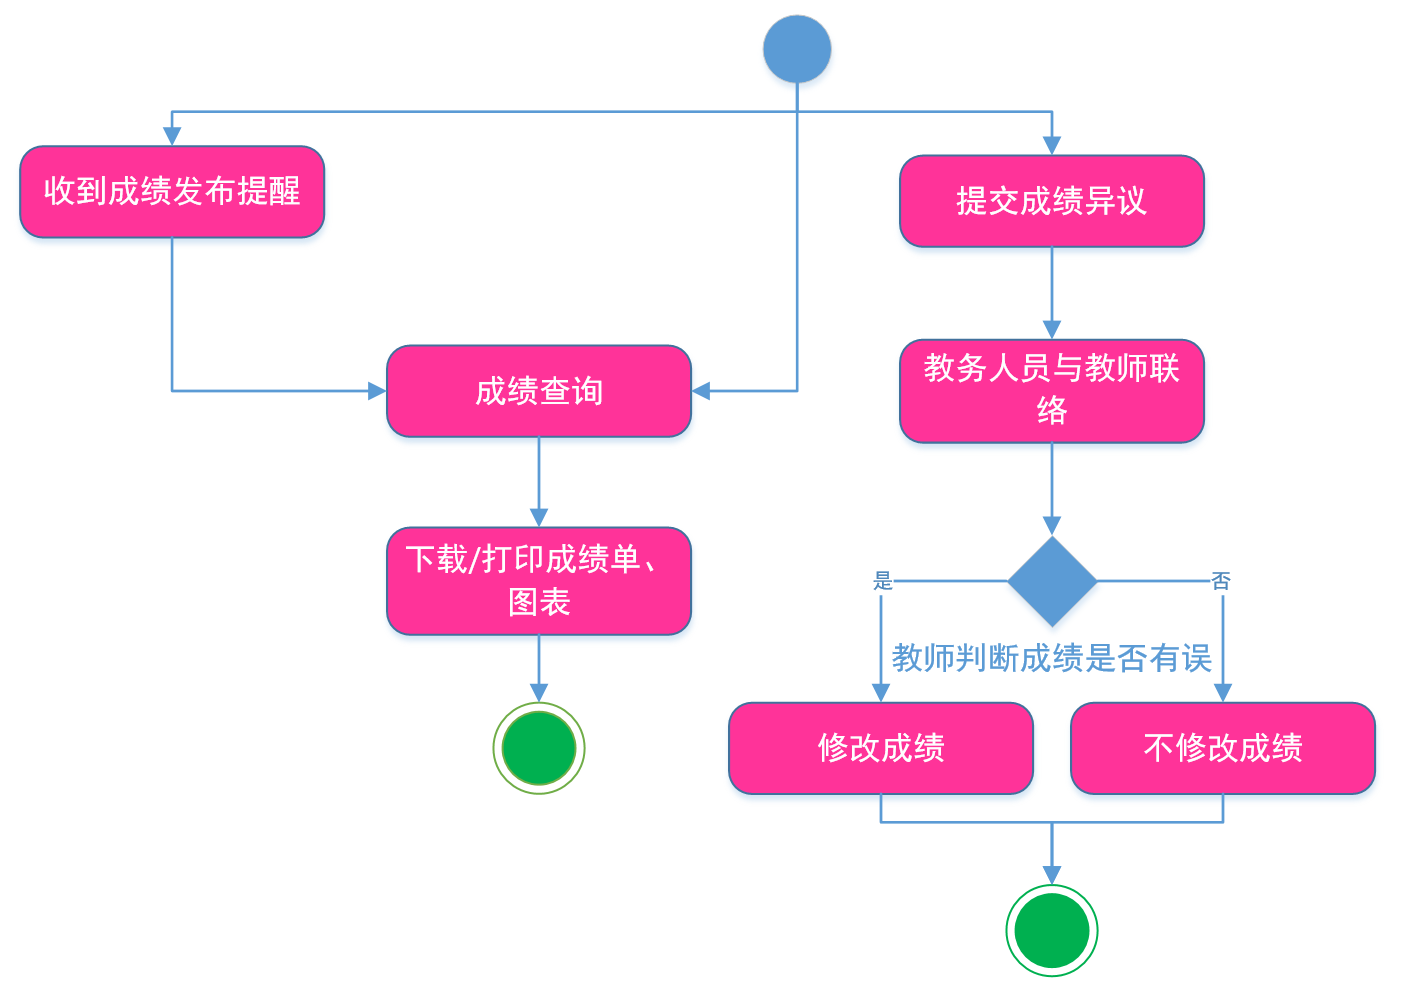 收到成绩发布提醒
提交成绩异议
教务人员与教师联
络
成绩查询
下载/打印成绩单、
图表
是
否
教师判断成绩是否有误
修改成绩
不修改成绩